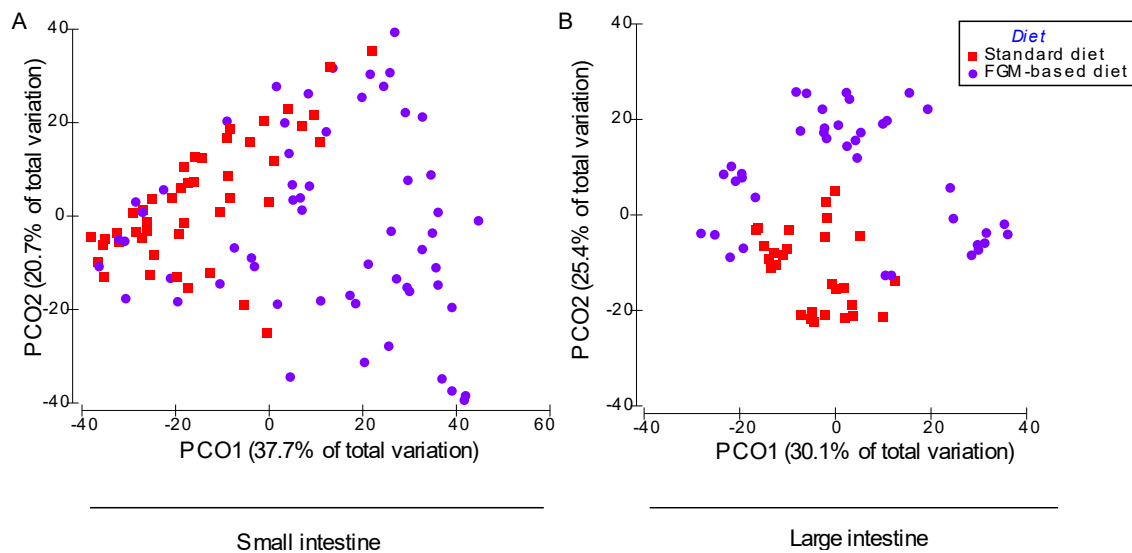 A
40
20
0
-20
-40
PCO2 (20.7% of total variation)
-40
-20
0
20
40
60
PCO1 (37.7% of total variation)
Small intestine
B
40
20
0
-20
-40
PCO2 (25.4% of total variation)
-40
-20
0
20
40
PCO1 (30.1% of total variation)
Large intestine
Diet
Standard diet
FGM-based diet